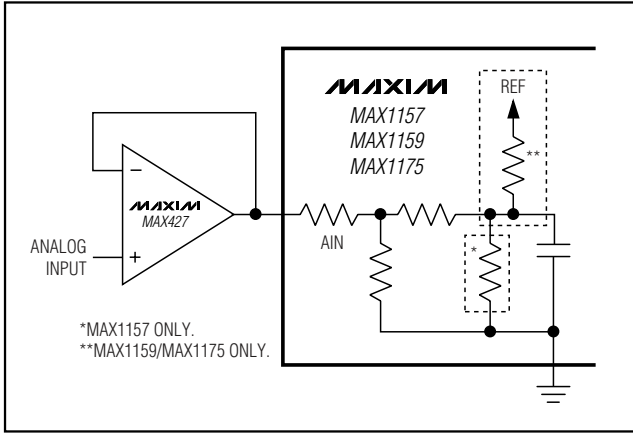 MAXIM
MAX1157
MAX1159
MAX1175
REF
**
−
MAXIM
MAX427
+
ANALOG
INPUT
AIN
*
*MAX1157 ONLY.
**MAX1159/MAX1175 ONLY.